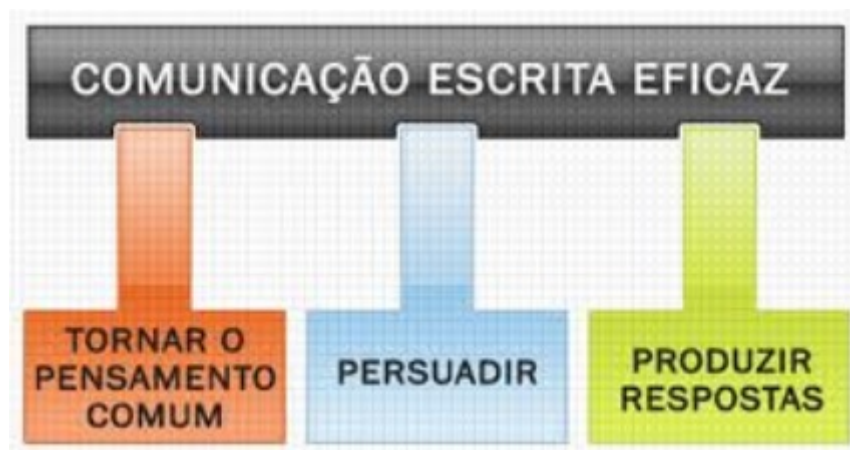 COMUNICAÇÃO ESCRITA EFICAZ
TORNAR O
PENSAMENTO
COMUM
PERSUADIR
PRODUZIR
RESPOSTAS